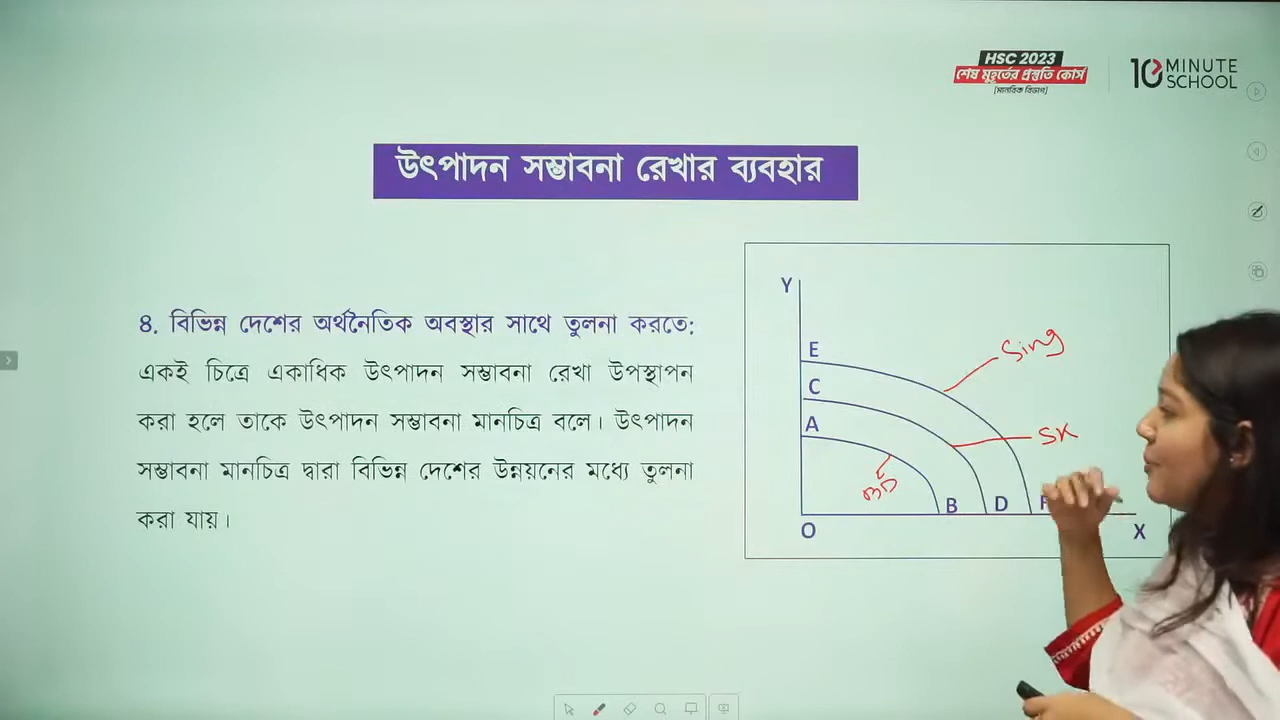 HSC 2023
শেষ মুহূর্তের প্রস্তুতি কোর্স
[মানবিক বিভাগ]
10 MINUTE
SCHOOL
উৎপাদন সম্ভাবনা রেখার ব্যবহার
৪. বিভিন্ন দেশের অর্থনৈতিক অবস্থার সাথে তুলনা করতে:
একই চিত্রে একাধিক উৎপাদন সম্ভাবনা রেখা উপস্থাপন
করা হলে তাকে উৎপাদন সম্ভাবনা মানচিত্র বলে। উৎপাদন
সম্ভাবনা মানচিত্র দ্বারা বিভিন্ন দেশের উন্নয়নের মধ্যে তুলনা
করা যায়।
Y
E
Sing
C
A
SK
BD
B D F
O X